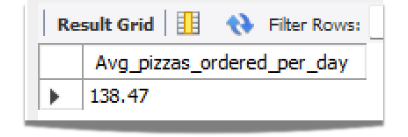 Result Grid Filter Rows:
Avg_pizzas_ordered_per_day
138.47